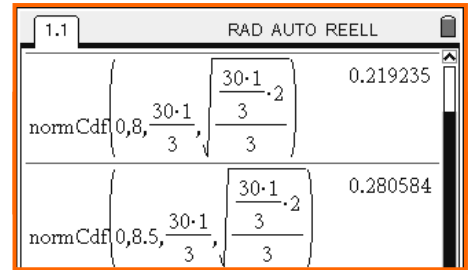 1.1 RAD AUTO REELL
normCdf(0,8,30·1/3,√(30·1/3·2/3)) 0.219235
normCdf(0,8.5,30·1/3,√(30·1/3·2/3)) 0.280584